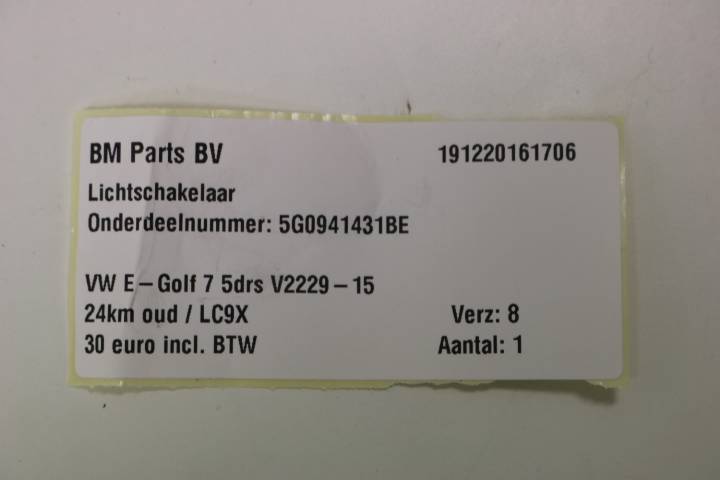 BM Parts BV 191220161706
Lichtschakelaar
Onderdeelnummer: 5G0941431BE
VW E-Golf 7 5drs V2229-15
24km oud / LC9X Verz: 8
30 euro incl. BTW Aantal: 1